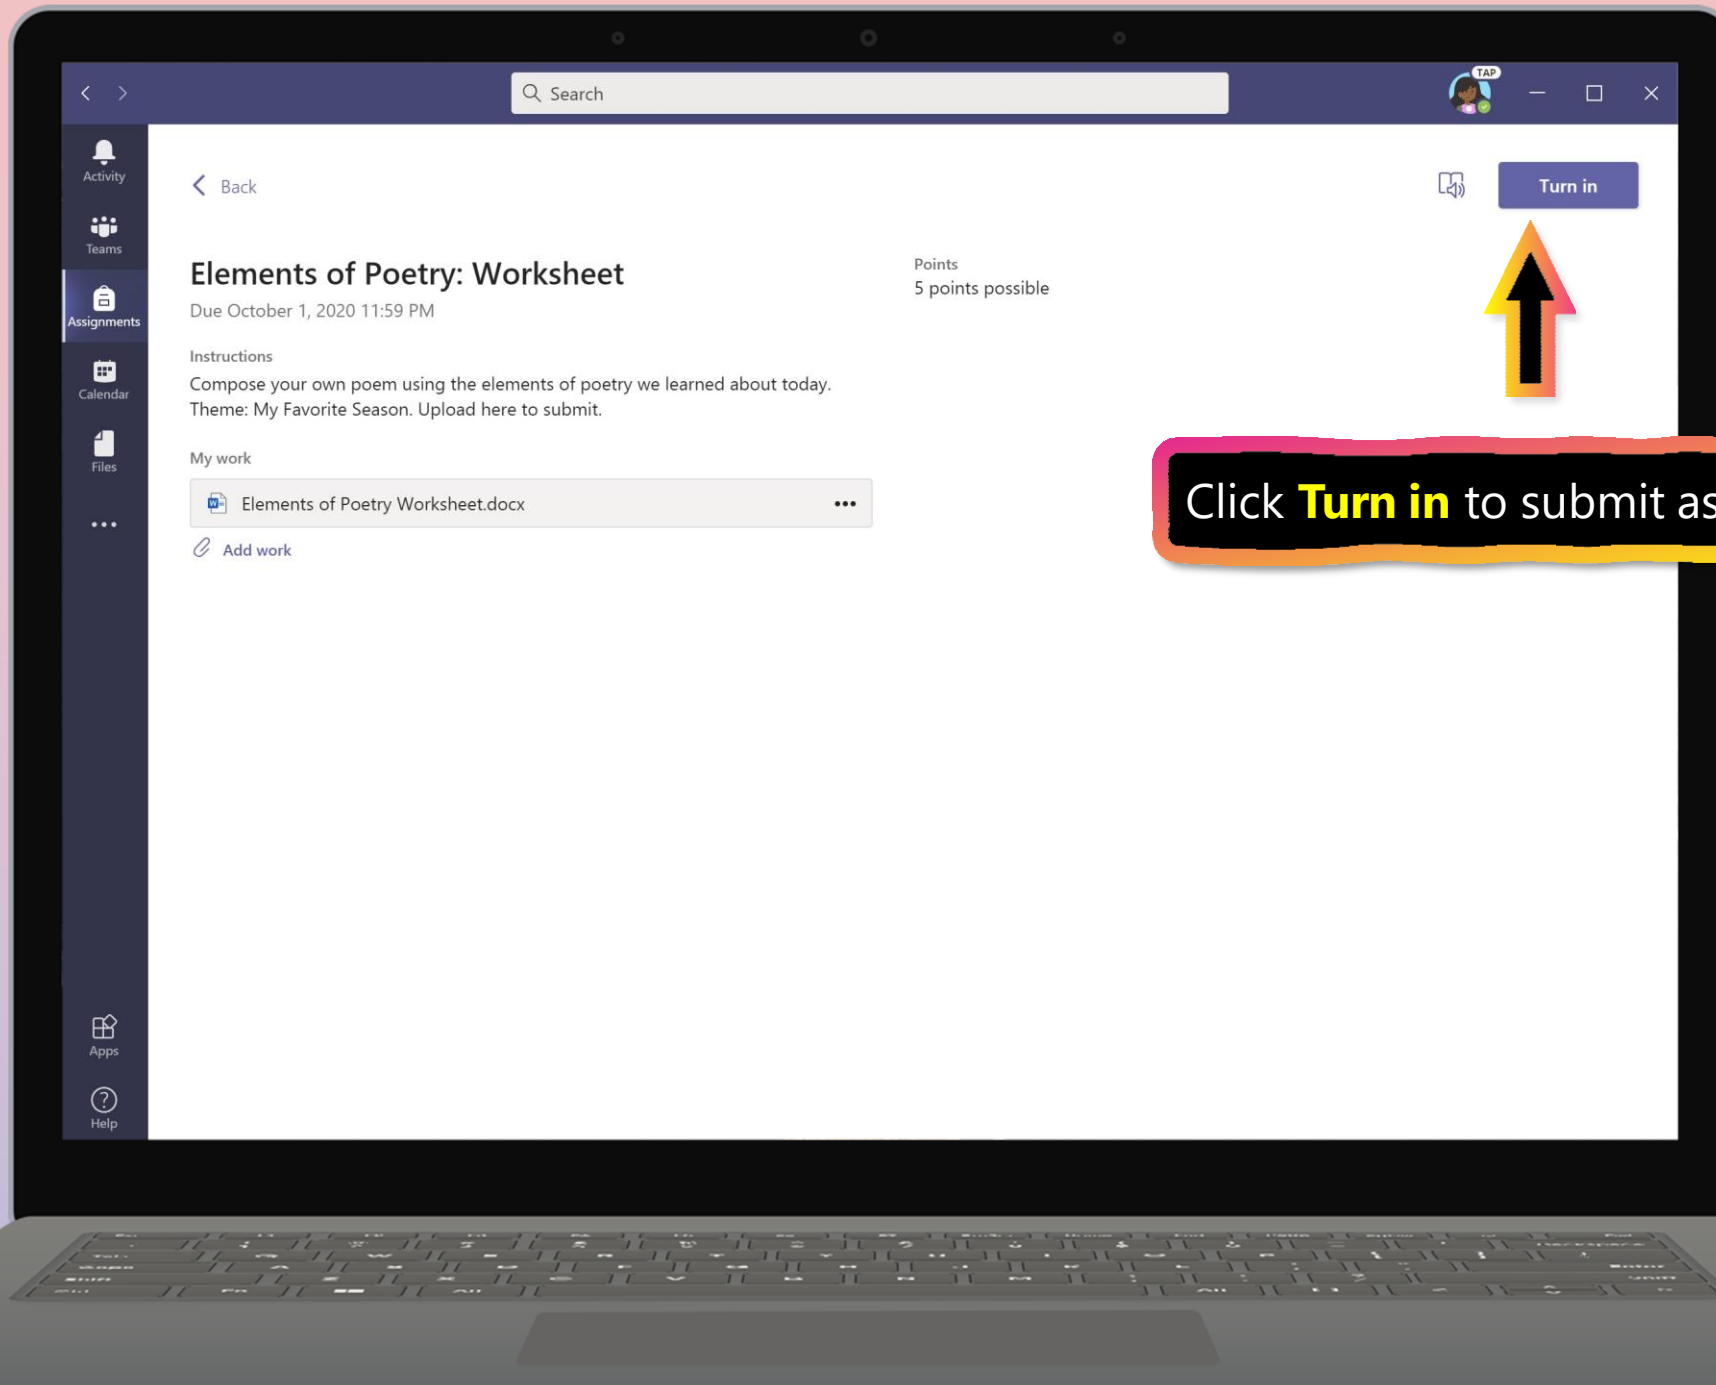 TAP
Search
Activity
Back
Turn in
Teams
Elements of Poetry: Worksheet
Points
5 points possible
Due October 1, 2020 11:59 PM
Assignments
Instructions
Compose your own poem using the elements of poetry we learned about today.
Theme: My Favorite Season. Upload here to submit.
Calendar
My work
Files
Elements of Poetry Worksheet.docx
Click Turn in to submit as
Add work
Apps
Help